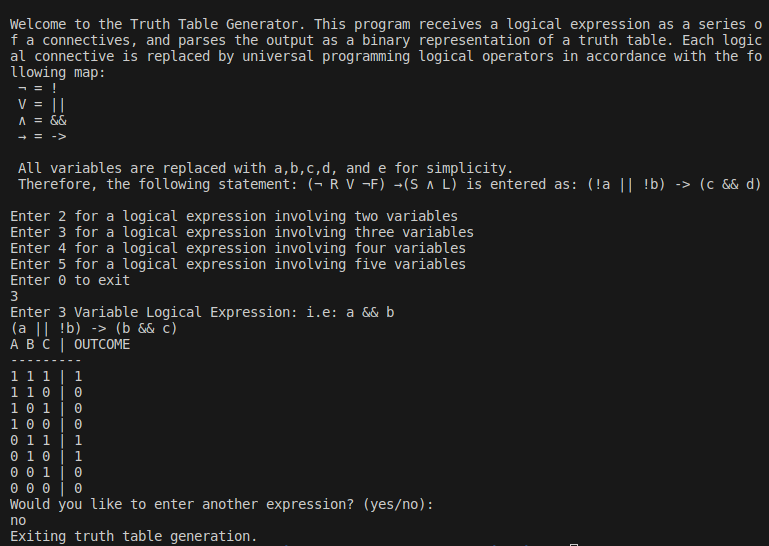 Welcome to the Truth Table Generator. This program receives a logical expression as a series o
f a connectives, and parses the output as a binary representation of a truth table. Each logic
al connective is replaced by universal programming logical operators in accordance with the fo
llowing map:
¬ = !
V = ||
∧ = &&
→ = ->
All variables are replaced with a,b,c,d, and e for simplicity.
Therefore, the following statement: (¬ R V ¬F) →(S ∧ L) is entered as: (!a || !b) -> (c && d)
Enter 2 for a logical expression involving two variables
Enter 3 for a logical expression involving three variables
Enter 4 for a logical expression involving four variables
Enter 5 for a logical expression involving five variables
Enter 0 to exit
3
Enter 3 Variable Logical Expression: i.e: a && b
(a || !b) -> (b && c)
A B C | OUTCOME
---------
1 1 1 | 1
1 1 0 | 0
1 0 1 | 0
1 0 0 | 0
0 1 1 | 1
0 1 0 | 1
0 0 1 | 0
0 0 0 | 0
Would you like to enter another expression? (yes/no):
no
Exiting truth table generation.